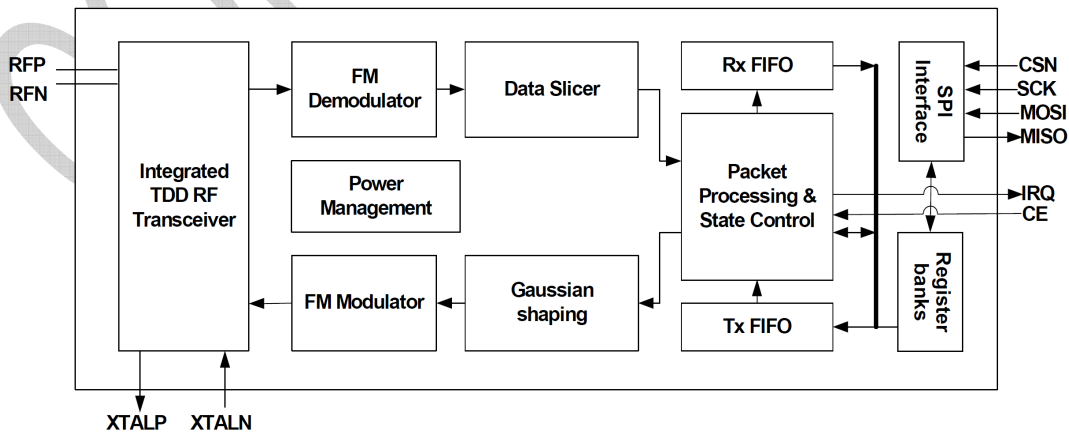 RFP
RFN
Integrated
TDD RF
Transceiver
FM
Demodulator
Data Slicer
Rx FIFO
SPI
Interface
CSN
SCK
MOSI
MISO
Power
Management
Packet
Processing &
State Control
IRQ
CE
FM Modulator
Gaussian
shaping
Tx FIFO
Register
banks
XTALP
XTALN